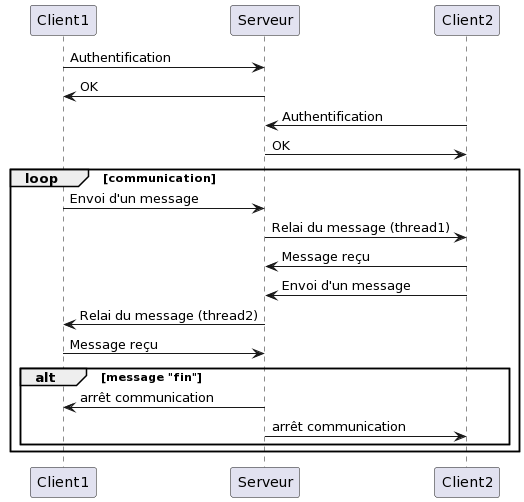 Client1 Serveur Client2
Authentification
OK
Authentification
OK
loop [communication]
Envoi d'un message
Relai du message (thread1)
Message reçu
Envoi d'un message
Relai du message (thread2)
Message reçu
alt [message "fin"]
arrêt communication
arrêt communication
Client1 Serveur Client2